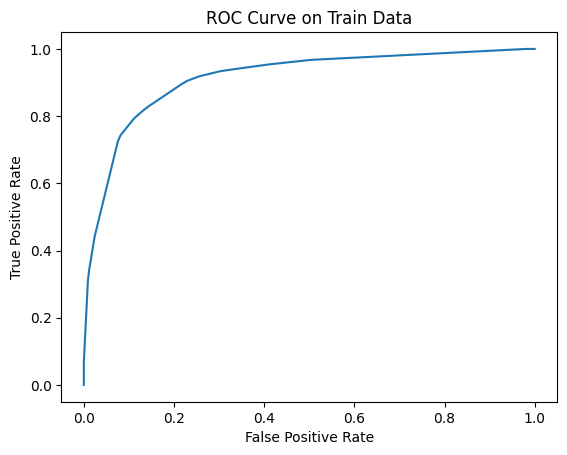 ROC Curve on Train Data
1.0
0.8
0.6
0.4
0.2
0.0
True Positive Rate
0.0 0.2 0.4 0.6 0.8 1.0
False Positive Rate